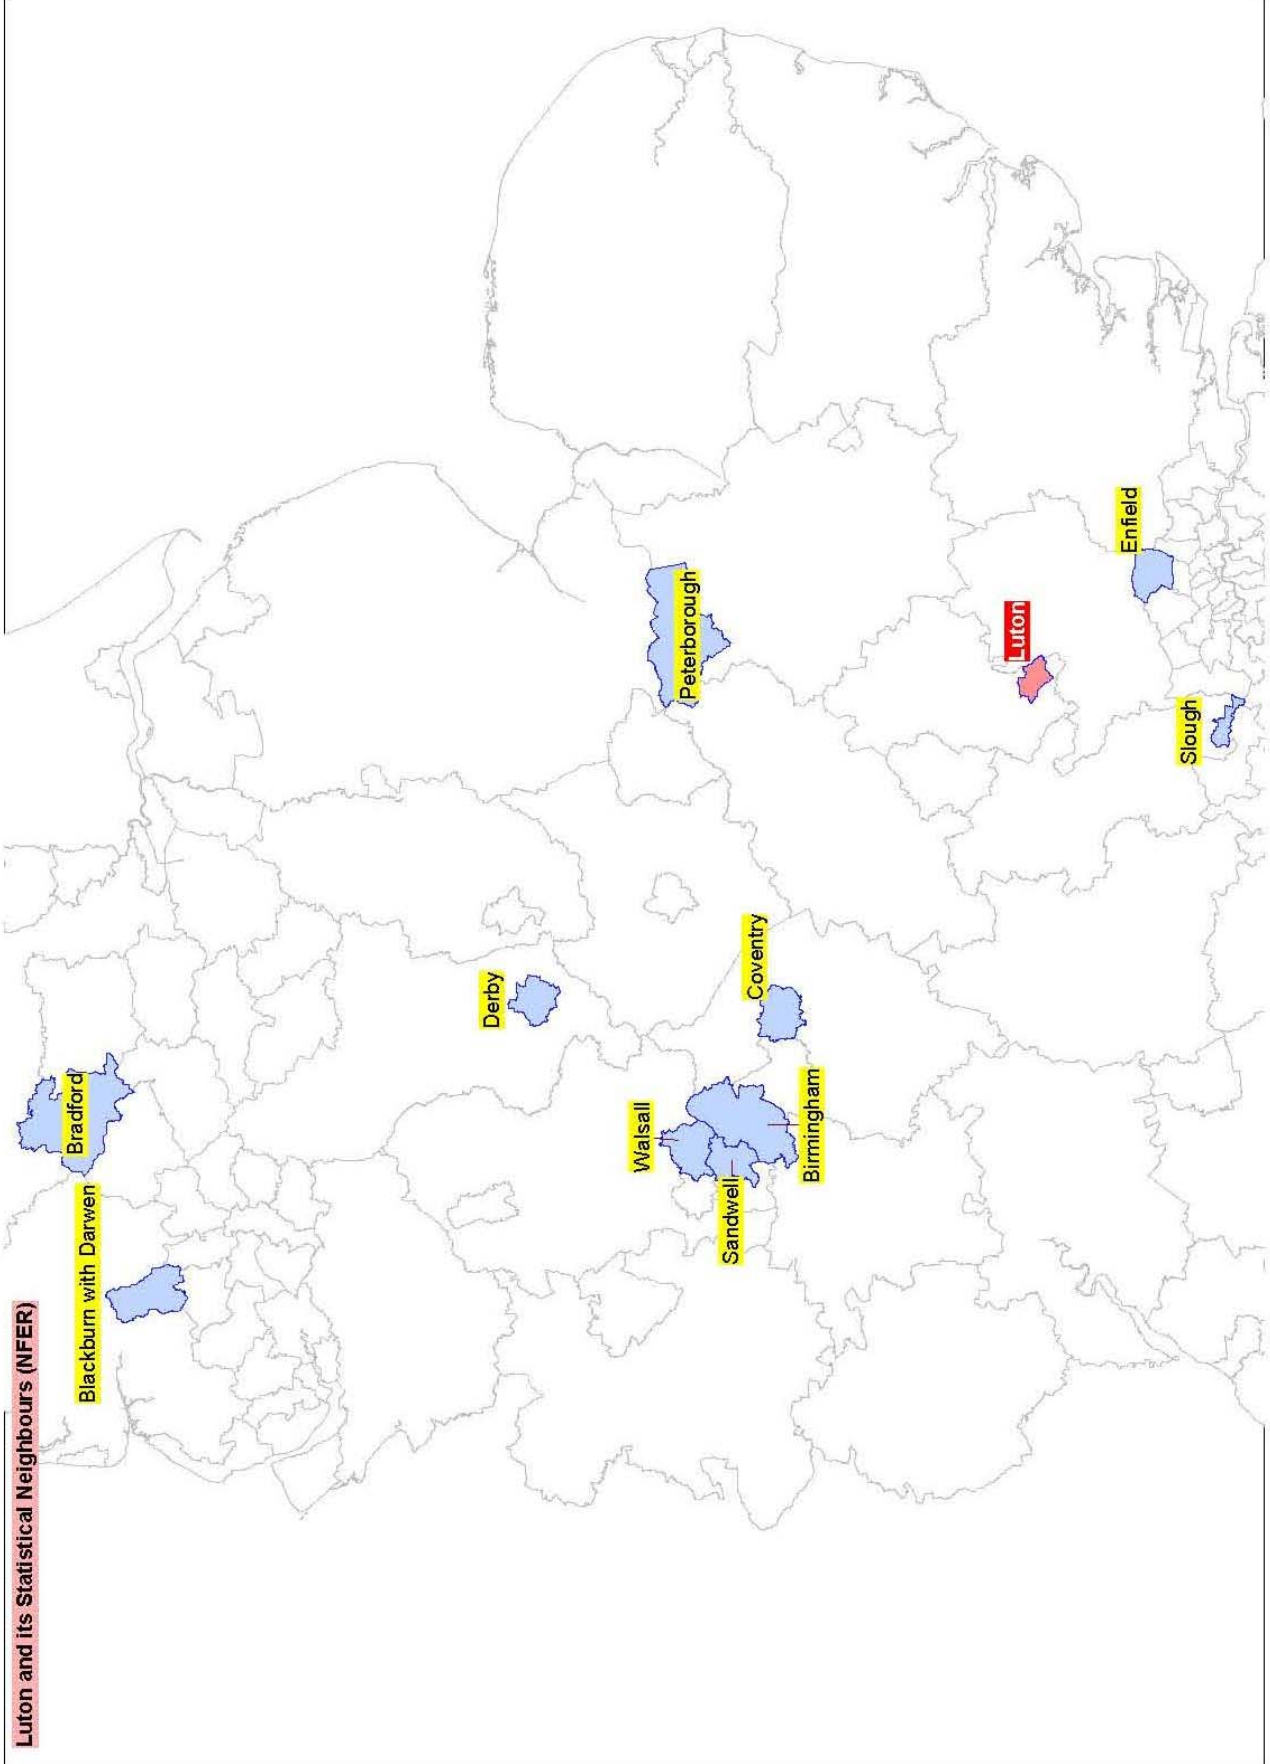 Luton and its Statistical Neighbours (NFER)
Blackburn with Darwen
Bradford
Derby
Walsall
Sandwell
Birmingham
Coventry
Peterborough
Luton
Enfield
Slough